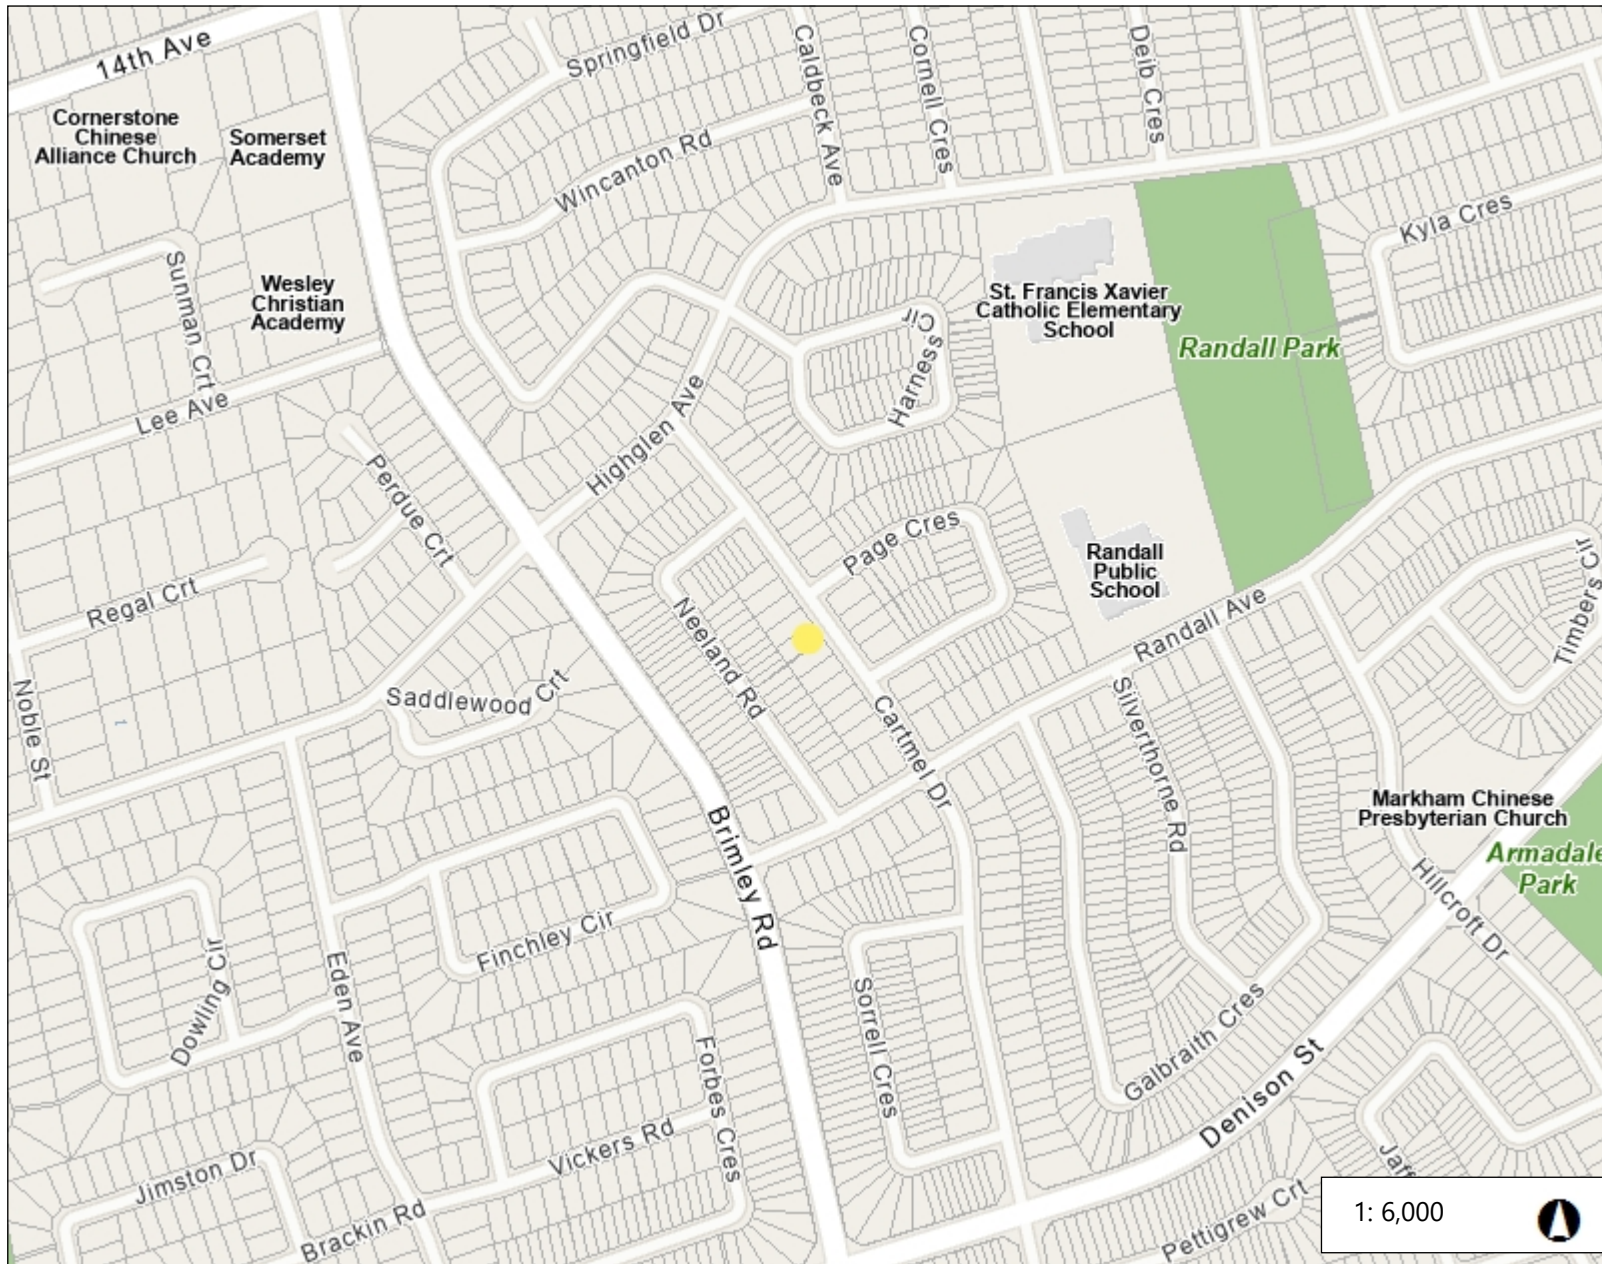 14th Ave
Springfield Dr
Caldbeck Ave
Cornell Cres
Deib Cres
Cornerstone
Chinese
Alliance Church
Somerset
Academy
Wincanton Rd
Kyla Cres
Sunman Crt
Wesley
Christian
Academy
St. Francis Xavier
Catholic Elementary
School
Harness Cir
Randall Park
Lee Ave
Highglen Ave
Perdue Crt
Page Cres
Randall
Public
School
Regal Crt
Neeland Rd
Randall Ave
Timbers Cir
Noble St
Saddlewood Crt
Cartmel Dr
Silverthorne Rd
Markham Chinese
Presbyterian Church
Brimley Rd
Armadale
Park
Hillcroft Dr
Finchley Cir
Dowling Cir
Eden Ave
Sorrell Cres
Galbraith Cres
Forbes Cres
Denison St
Vickers Rd
Jimston Dr
Brackin Rd
Pettigrew Crt
1: 6,000